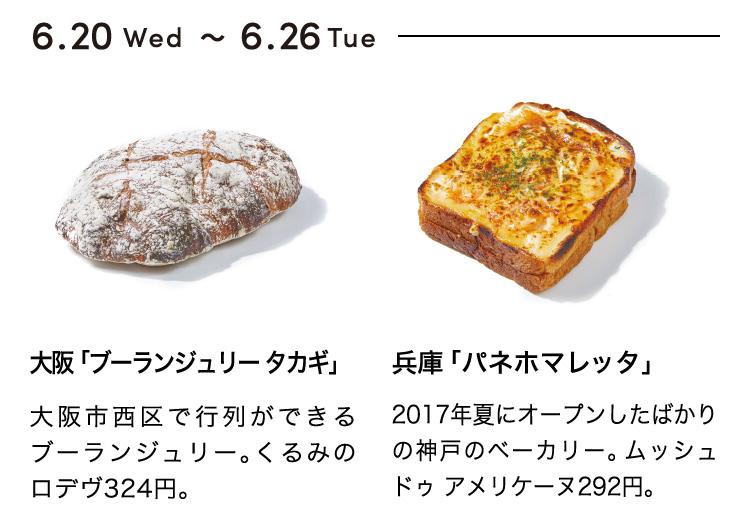 6.20 Wed ～ 6.26 Tue
大阪「ブーランジュリー タカギ」
大阪市西区で行列ができる
ブーランジュリー。くるみの
ロデヴ324円。
兵庫「パネホマレッタ」
2017年夏にオープンしたばかり
の神戸のベーカリー。ムッシュ
ドゥ アメリケーヌ292円。